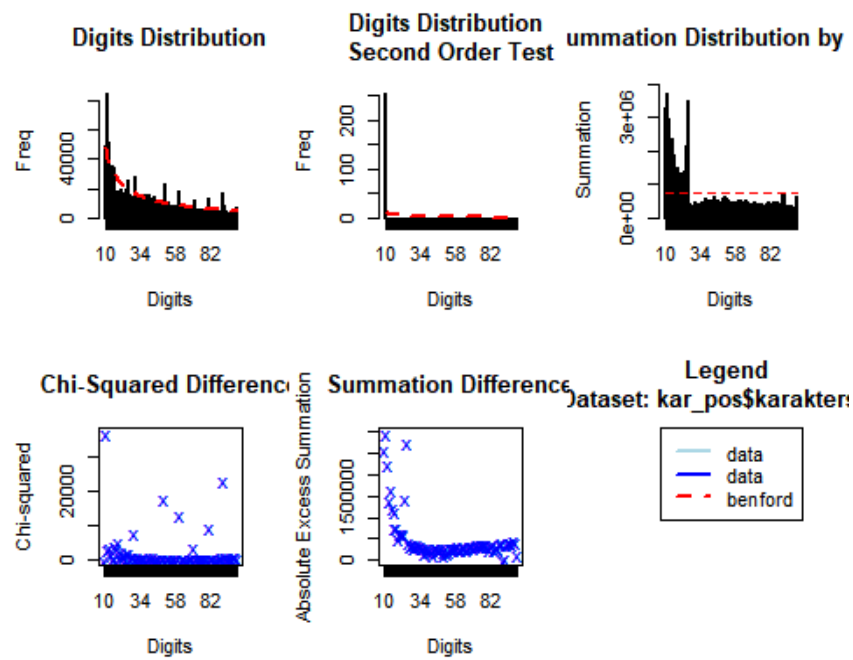 Digits Distribution
Digits Distribution
Second Order Test
ummation Distribution by
Freq
40000
0
10 34 58 82
Digits
Freq
0 50 100 200
10 34 58 82
Digits
Summation
0e+00 3e+06
10 34 58 82
Digits
Chi-Squared Difference
Summation Difference
Legend
Dataset: kar_pos$karakters
Chi-squared
0 20000
10 34 58 82
Digits
Absolute Excess Summation
0 1500000
10 34 58 82
Digits
data
data
benford